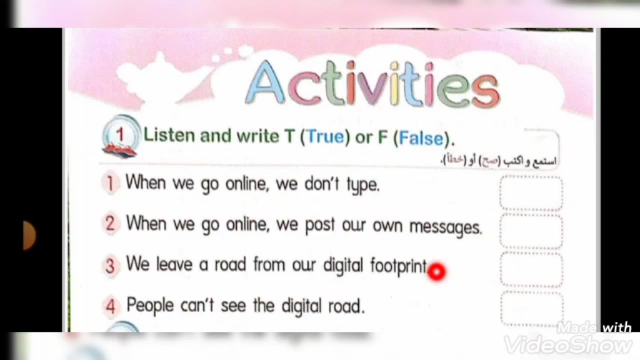 Activities
1 Listen and write T (True) or F (False).
استمع و اكتب (صح) أو (خطأ).
1 When we go online, we don't type.
2 When we go online, we post our own messages.
3 We leave a road from our digital footprint
4 People can't see the digital road.
Made with
VideoShow